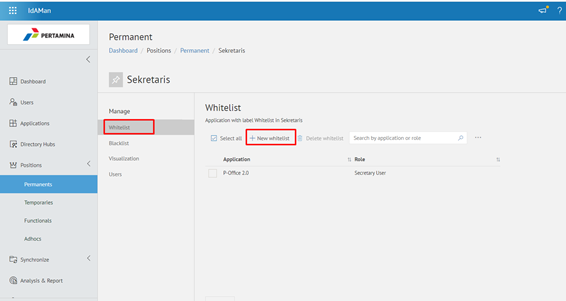 IdAMan
?
PERTAMINA
Dashboard
Users
Applications
Directory Hubs
Positions
Permanents
Temporaries
Functionals
Adhocs
Synchronize
Analysis & Report
Permanent
Dashboard / Positions / Permanent / Sekretaris
Sekretaris
Manage
Whitelist
Blacklist
Visualization
Users
Whitelist
Application with label Whitelist in Sekretaris
Select all + New whitelist Delete whitelist Search by application or role ...
Application Role
P-Office 2.0 Secretary User